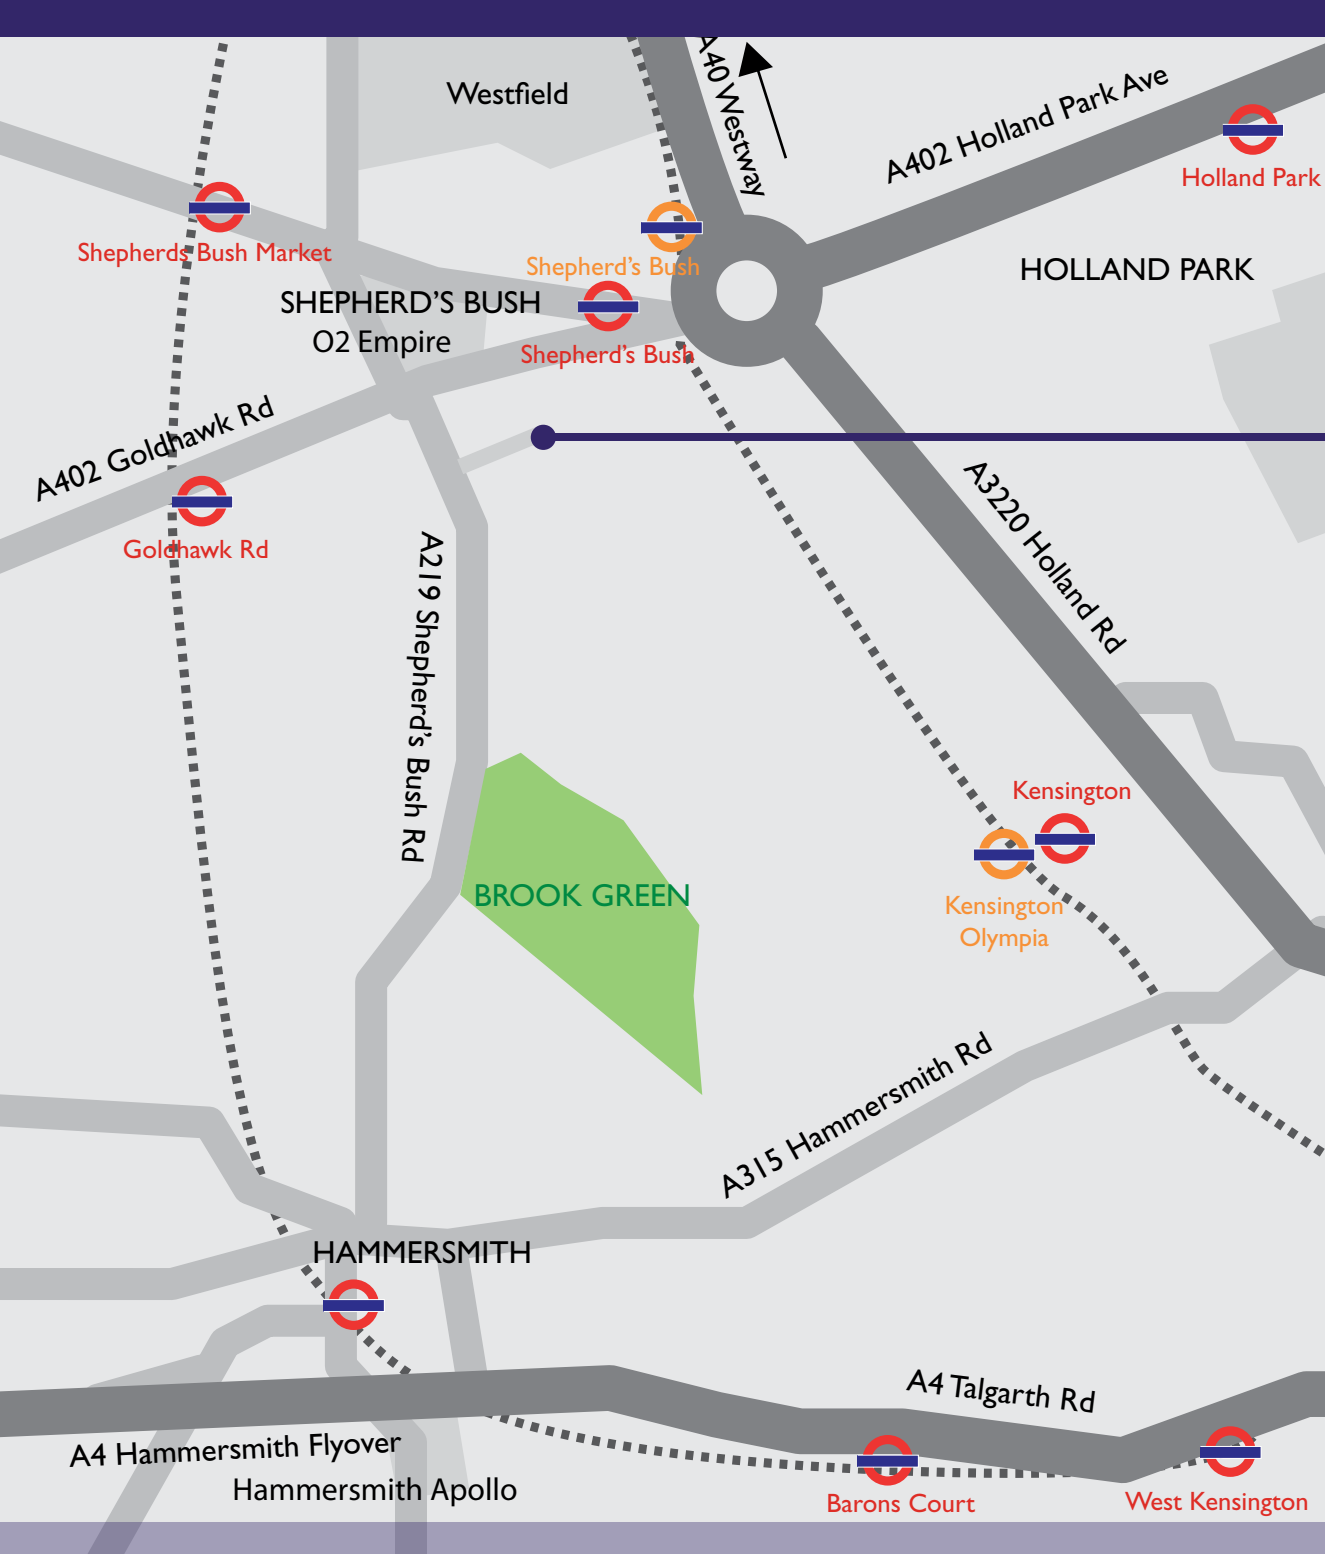 Westfield
A40 Westway
A402 Holland Park Ave
Holland Park
Shepherds Bush Market
Shepherd's Bush
HOLLAND PARK
SHEPHERD'S BUSH
O2 Empire
Shepherd's Bush
A402 Goldhawk Rd
Goldhawk Rd
A3220 Holland Rd
A219 Shepherd's Bush Rd
Kensington
BROOK GREEN
Kensington
Olympia
A315 Hammersmith Rd
HAMMERSMITH
A4 Talgarth Rd
A4 Hammersmith Flyover
Hammersmith Apollo
Barons Court
West Kensington